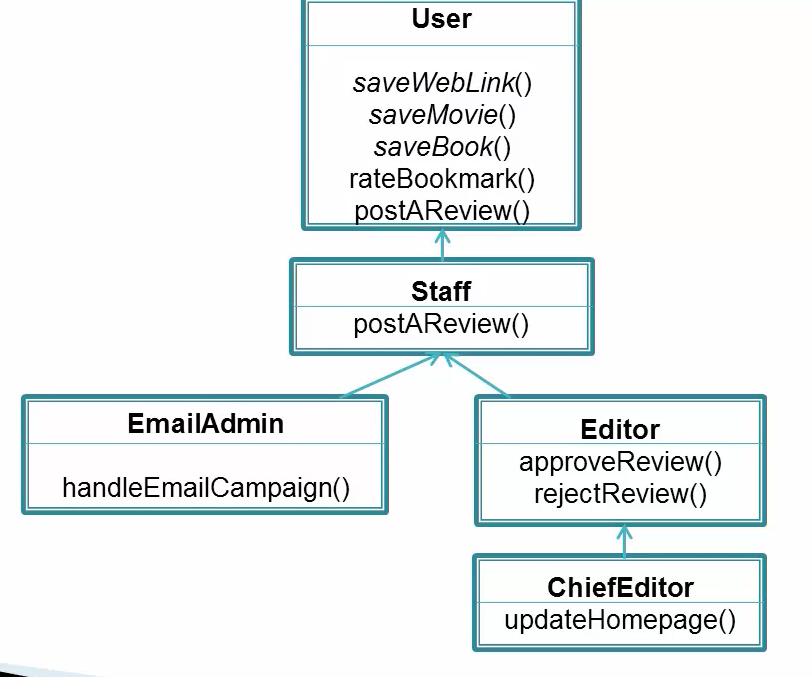 User
saveWebLink()
saveMovie()
saveBook()
rateBookmark()
postAReview()
Staff
postAReview()
EmailAdmin
handleEmailCampaign()
Editor
approveReview()
rejectReview()
ChiefEditor
updateHomepage()